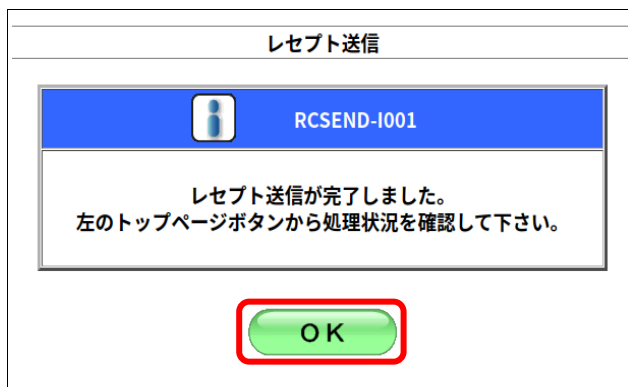 レセプト送信
RCSEND-I001
レセプト送信が完了しました。
左のトップページボタンから処理状況を確認して下さい。
OK